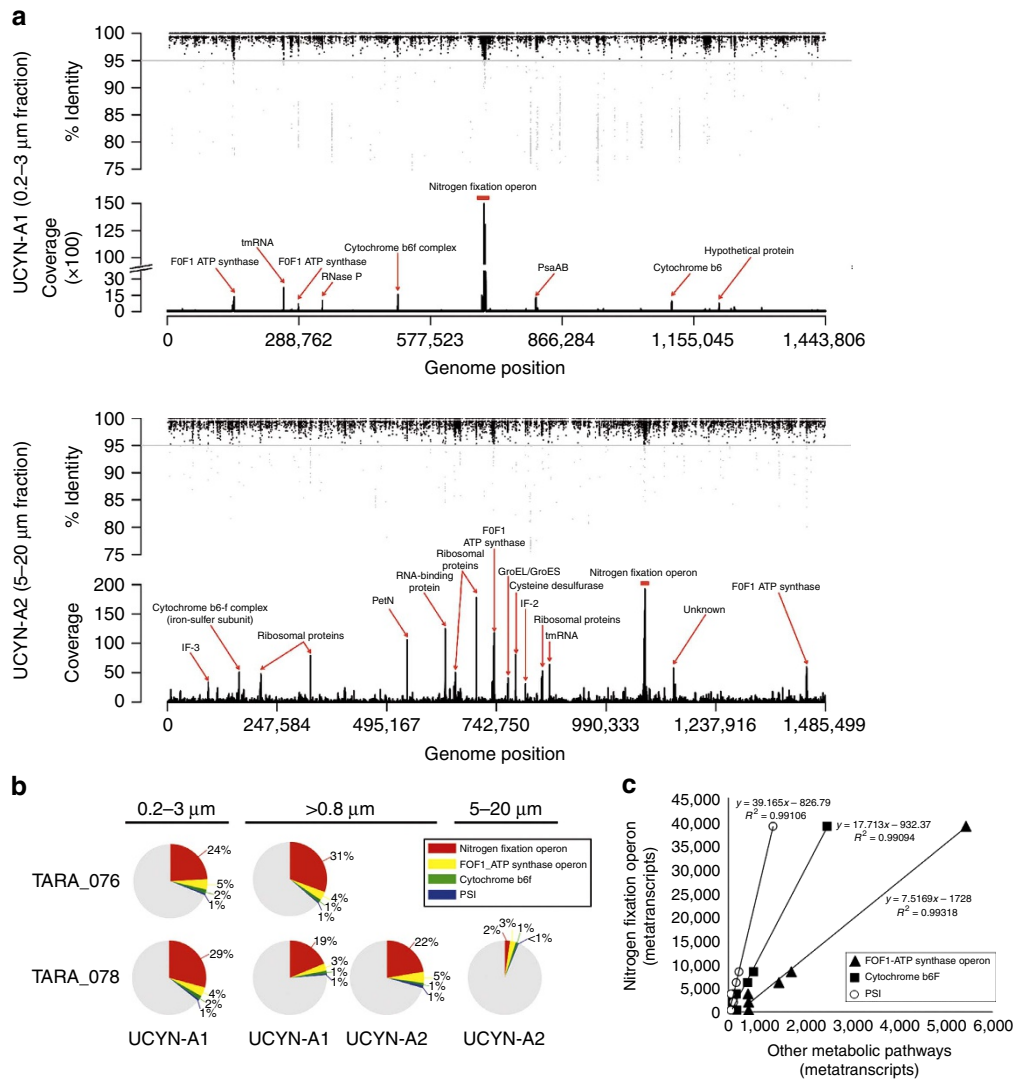 a
UCYN-A1 (0.2–3 μm fraction)
% Identity
100
95
90
85
80
75
Coverage
(×100)
150
125
100
30
15
0
Nitrogen fixation operon
tmRNA
F0F1 ATP synthase
F0F1 ATP synthase
RNase P
Cytochrome b6f complex
PsaAB
Cytochrome b6
Hypothetical protein
0
288,762
577,523
866,284
1,155,045
1,443,806
Genome position
UCYN-A2 (5–20 μm fraction)
% Identity
100
95
90
85
80
75
Coverage
200
150
100
50
0
IF-3
Cytochrome b6-f complex
(iron-sulfer subunit)
Ribosomal proteins
PetN
RNA-binding
protein
Ribosomal
proteins
F0F1
ATP synthase
GroEL/GroES
Cysteine desulfurase
IF-2
Ribosomal proteins
tmRNA
Nitrogen fixation operon
Unknown
F0F1 ATP synthase
0
247,584
495,167
742,750
990,333
1,237,916
1,485,499
Genome position
b
0.2–3 μm
>0.8 μm
5–20 μm
Nitrogen fixation operon
FOF1_ATP synthase operon
Cytochrome b6f
PSI
TARA_076
24%
5%
2%
1%
31%
4%
1%
1%
TARA_078
29%
4%
2%
1%
19%
3%
1%
1%
22%
5%
1%
1%
2%
3%
1%
<1%
UCYN-A1
UCYN-A1
UCYN-A2
UCYN-A2
c
Nitrogen fixation operon
(metatranscripts)
45,000
40,000
35,000
30,000
25,000
20,000
15,000
10,000
5,000
0
y = 39.165x – 826.79
R² = 0.99106
y = 17.713x – 932.37
R² = 0.99094
y = 7.5169x – 1728
R² = 0.99318
FOF1-ATP synthase operon
Cytochrome b6F
PSI
0
1,000
2,000
3,000
4,000
5,000
6,000
Other metabolic pathways
(metatranscripts)